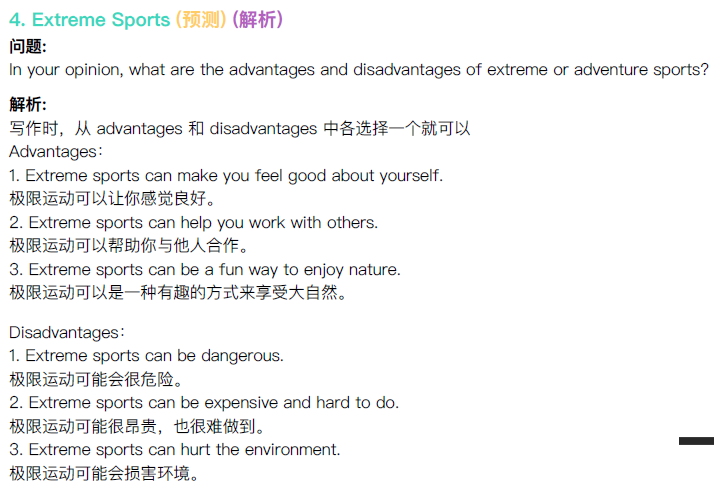 4. Extreme Sports (预测) (解析)
问题:
In your opinion, what are the advantages and disadvantages of extreme or adventure sports?
解析:
写作时，从 advantages 和 disadvantages 中各选择一个就可以
Advantages：
1. Extreme sports can make you feel good about yourself.
极限运动可以让你感觉良好。
2. Extreme sports can help you work with others.
极限运动可以帮助你与他人合作。
3. Extreme sports can be a fun way to enjoy nature.
极限运动可以是一种有趣的方式来享受大自然。
Disadvantages：
1. Extreme sports can be dangerous.
极限运动可能会很危险。
2. Extreme sports can be expensive and hard to do.
极限运动可能很昂贵，也很难做到。
3. Extreme sports can hurt the environment.
极限运动可能会损害环境。